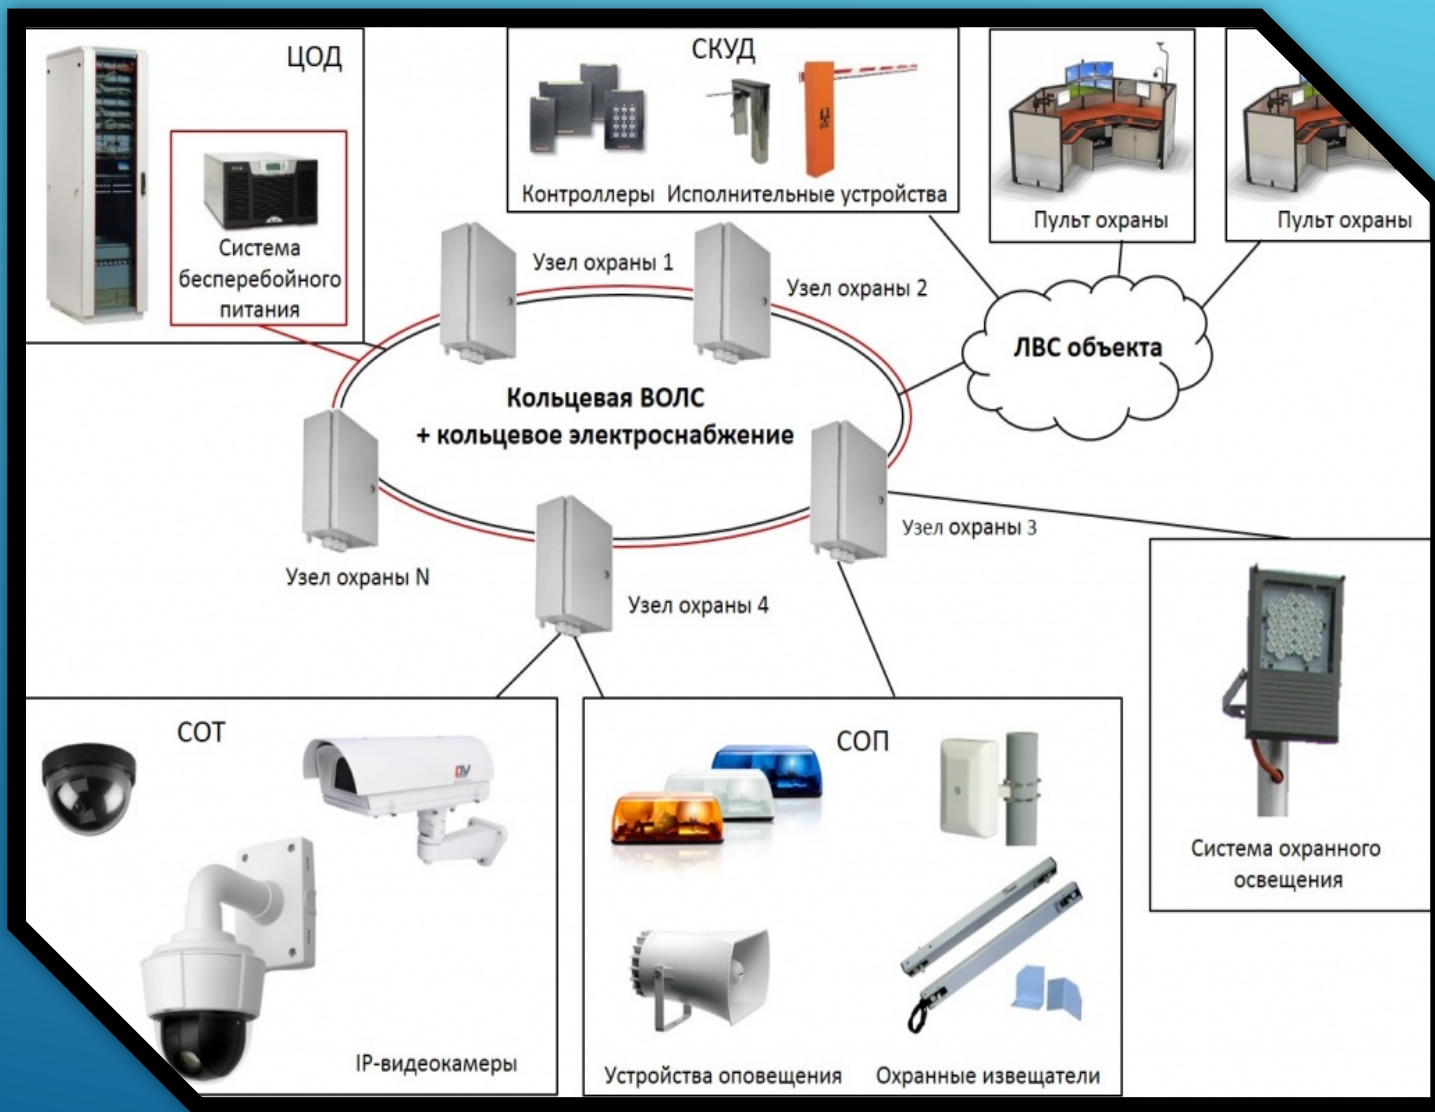 ЦОД
Система
бесперебойного
питания
СКУД
Контроллеры
Исполнительные устройства
Пульт охраны
Пульт охраны
Узел охраны 1
Узел охраны 2
ЛВС объекта
Кольцевая ВОЛС
+ кольцевое электроснабжение
Узел охраны 3
Узел охраны N
Узел охраны 4
СОТ
IP-видеокамеры
СОП
Устройства оповещения
Охранные извещатели
Система охранного
освещения